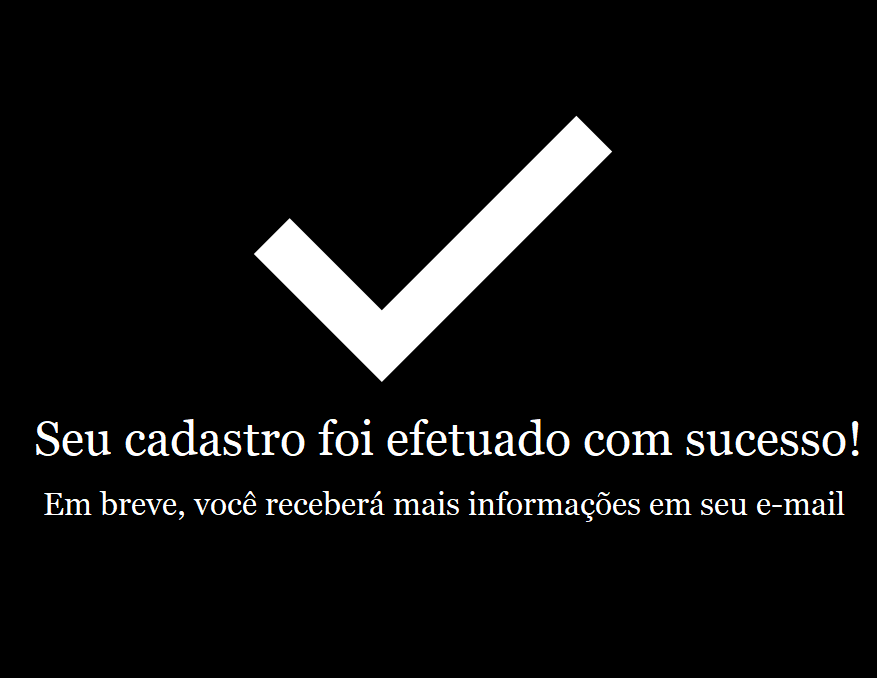 Seu cadastro foi efetuado com sucesso!
Em breve, você receberá mais informações em seu e-mail